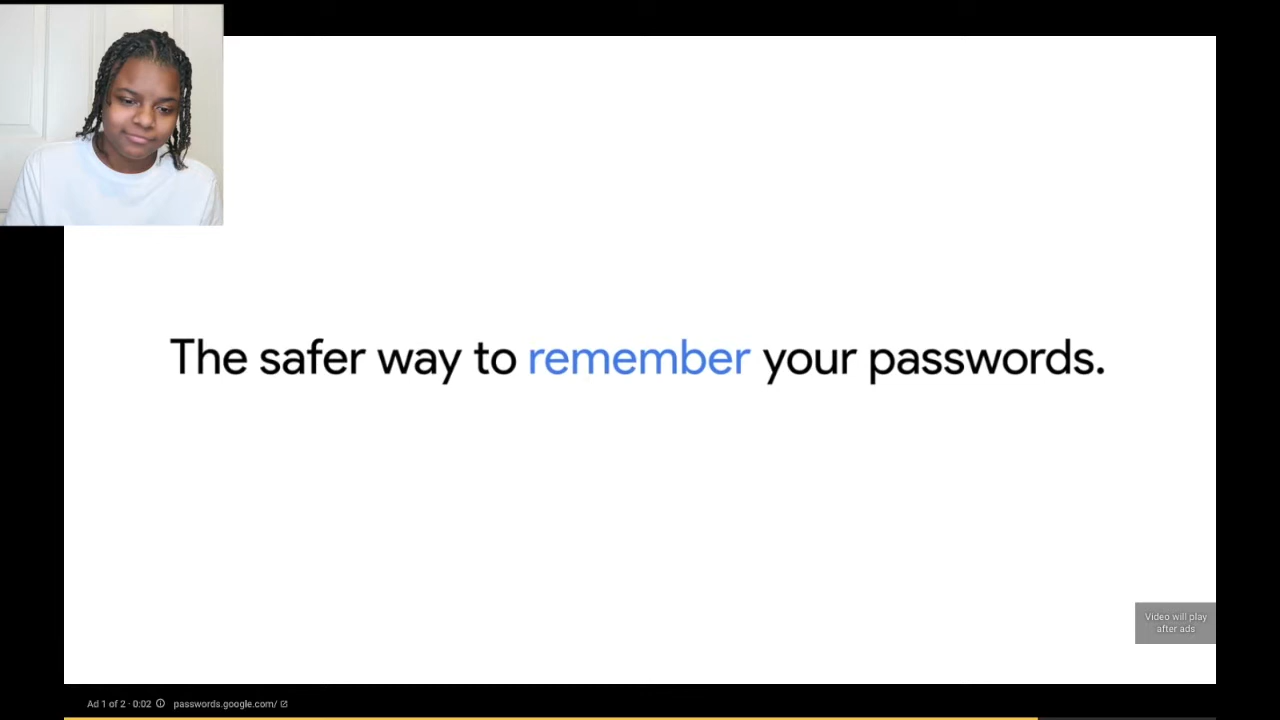 The safer way to remember your passwords.
Video will play
after ads
Ad 1 of 2 · 0:02 passwords.google.com/